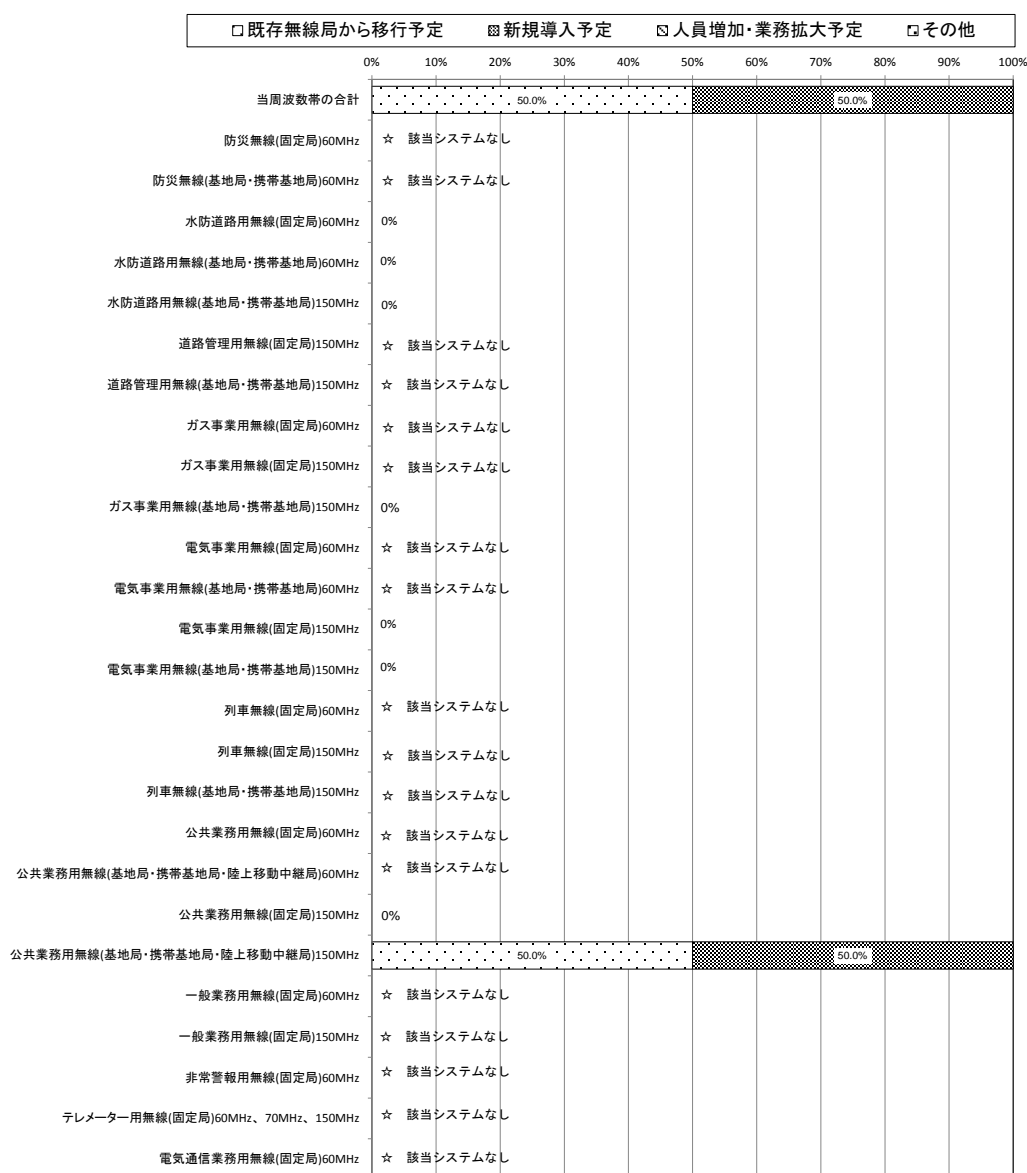 既存無線局から移行予定 新規導入予定 人員増加・業務拡大予定 その他
0% 10% 20% 30% 40% 50% 60% 70% 80% 90% 100%
当周波数帯の合計 50.0% 50.0%
防災無線(固定局)60MHz ☆ 該当システムなし
防災無線(基地局・携帯基地局)60MHz ☆ 該当システムなし
水防道路用無線(固定局)60MHz 0%
水防道路用無線(基地局・携帯基地局)60MHz 0%
水防道路用無線(基地局・携帯基地局)150MHz 0%
道路管理用無線(固定局)150MHz ☆ 該当システムなし
道路管理用無線(基地局・携帯基地局)150MHz ☆ 該当システムなし
ガス事業用無線(固定局)60MHz ☆ 該当システムなし
ガス事業用無線(固定局)150MHz ☆ 該当システムなし
ガス事業用無線(基地局・携帯基地局)150MHz 0%
電気事業用無線(固定局)60MHz ☆ 該当システムなし
電気事業用無線(基地局・携帯基地局)60MHz ☆ 該当システムなし
電気事業用無線(固定局)150MHz 0%
電気事業用無線(基地局・携帯基地局)150MHz 0%
列車無線(固定局)60MHz ☆ 該当システムなし
列車無線(固定局)150MHz ☆ 該当システムなし
列車無線(基地局・携帯基地局)150MHz ☆ 該当システムなし
公共業務用無線(固定局)60MHz ☆ 該当システムなし
公共業務用無線(基地局・携帯基地局・陸上移動中継局)60MHz ☆ 該当システムなし
公共業務用無線(固定局)150MHz 0%
公共業務用無線(基地局・携帯基地局・陸上移動中継局)150MHz 50.0% 50.0%
一般業務用無線(固定局)60MHz ☆ 該当システムなし
一般業務用無線(固定局)150MHz ☆ 該当システムなし
非常警報用無線(固定局)60MHz ☆ 該当システムなし
テレメーター用無線(固定局)60MHz、70MHz、150MHz ☆ 該当システムなし
電気通信業務用無線(固定局)60MHz ☆ 該当システムなし